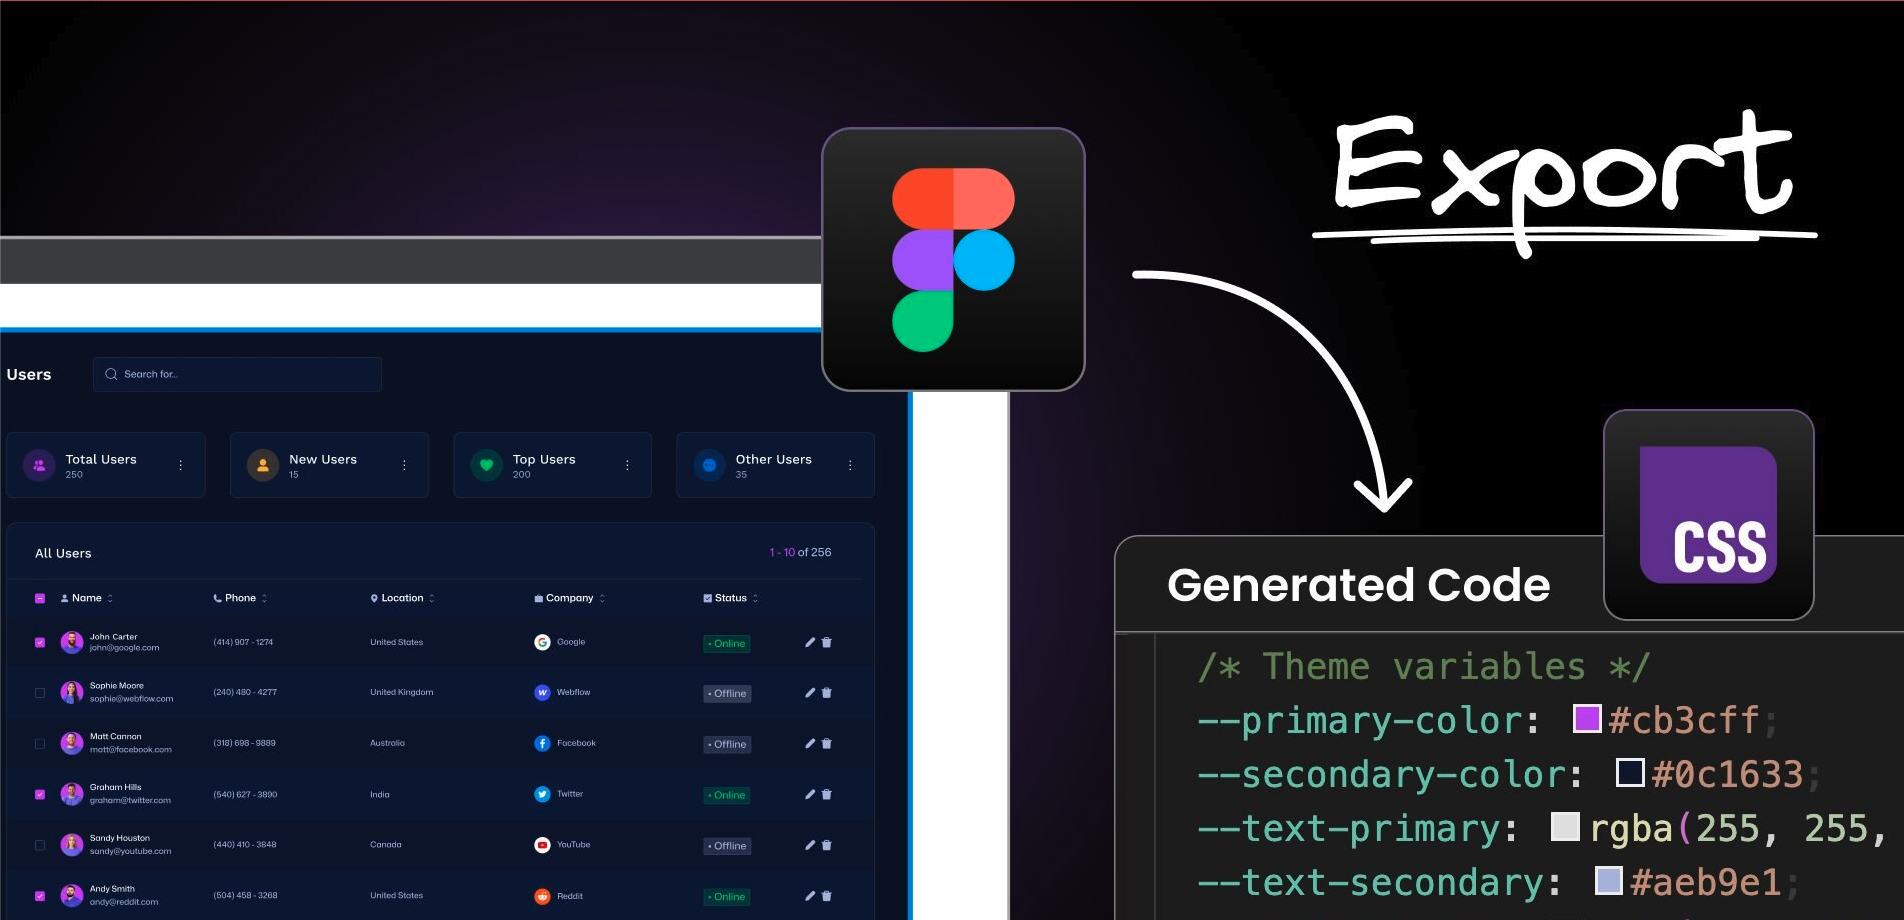 Export
Users
Search for...
Total Users
250
New Users
15
Top Users
200
Other Users
35
All Users
1 - 10 of 256
Name
Phone
Location
Company
Status
John Carter
john@google.com
(414) 907 - 1274
United States
Google
• Online
Sophie Moore
sophie@webflow.com
(240) 480 - 4277
United Kingdom
Webflow
• Offline
Matt Cannon
matt@facebook.com
(318) 698 - 9889
Australia
Facebook
• Offline
Graham Hills
graham@twitter.com
(540) 627 - 3890
India
Twitter
• Online
Sandy Houston
sandy@youtube.com
(440) 410 - 3848
Canada
YouTube
• Offline
Andy Smith
andy@reddit.com
(504) 458 - 3268
United States
Reddit
• Online
CSS
Generated Code
/* Theme variables */
--primary-color: #cb3cff;
--secondary-color: #0c1633;
--text-primary: rgba(255, 255,
--text-secondary: #aeb9e1;